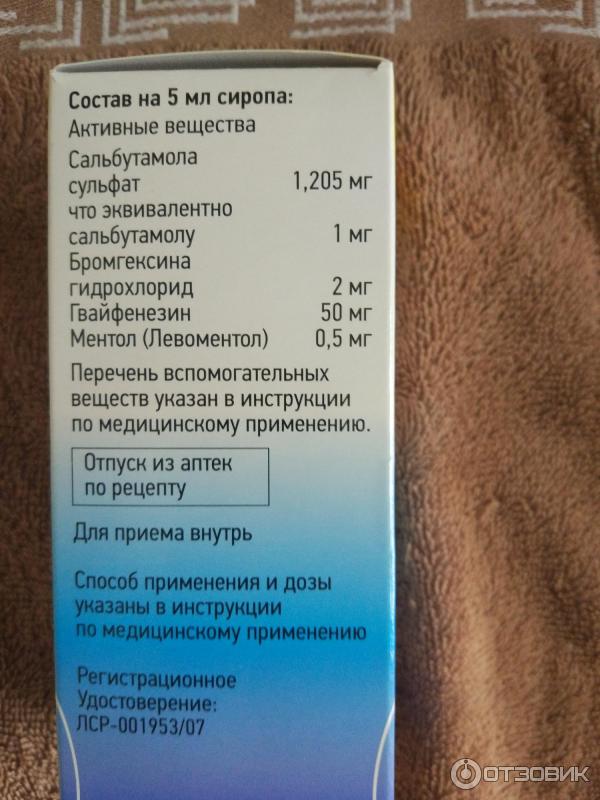 Состав на 5 мл сиропа:
Активные вещества
Сальбутамола
сульфат 1,205 мг
что эквивалентно
сальбутамолу 1 мг
Бромгексина
гидрохлорид 2 мг
Гвайфенезин 50 мг
Ментол (Левоментол) 0,5 мг
Перечень вспомогательных
веществ указан в инструкции
по медицинскому применению.
Отпуск из аптек
по рецепту
Для приема внутрь
Способ применения и дозы
указаны в инструкции
по медицинскому применению
Регистрационное
Удостоверение:
ЛСР-001953/07
ОТЗОВИК